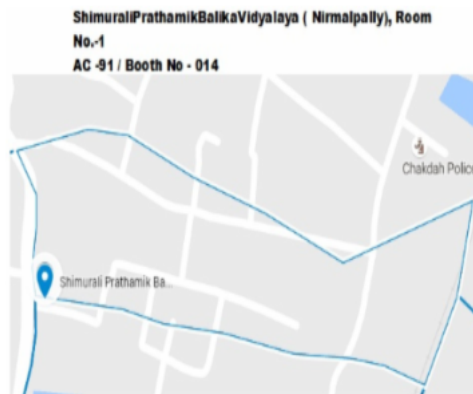 ShimuraliPrathamikBalikaVidyalaya ( Nirmalpally), Room
No.-1
AC -91 / Booth No - 014
Chakdah Police
Shimurali Prathamik Ba...